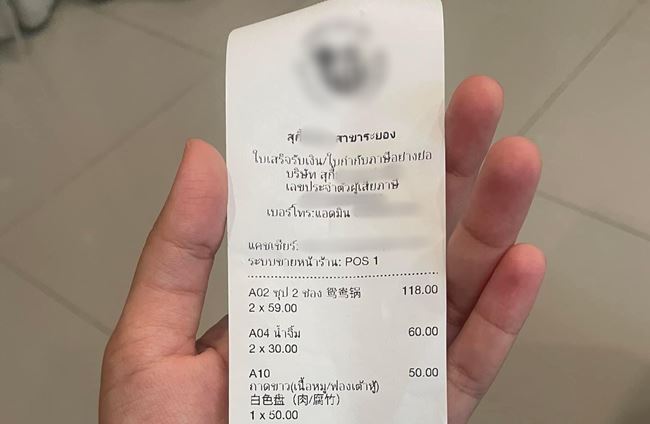 สุกี้ สาขาระยอง
ใบเสร็จรับเงิน/ใบกำกับภาษีอย่างย่อ
บริษัท สุกี้
เลขประจำตัวผู้เสียภาษี
เบอร์โทร:แอดมิน
แคชเชียร์:
ระบบขายหน้าร้าน: POS 1
A02 ซุป 2 ช่อง 鸳鸯锅 118.00
2 x 59.00
A04 น้ำจิ้ม 60.00
2 x 30.00
A10 50.00
ถาดขาว(เนื้อหมู/ฟองเต้าหู้)
白色盘（肉/腐竹）
1 x 50.00